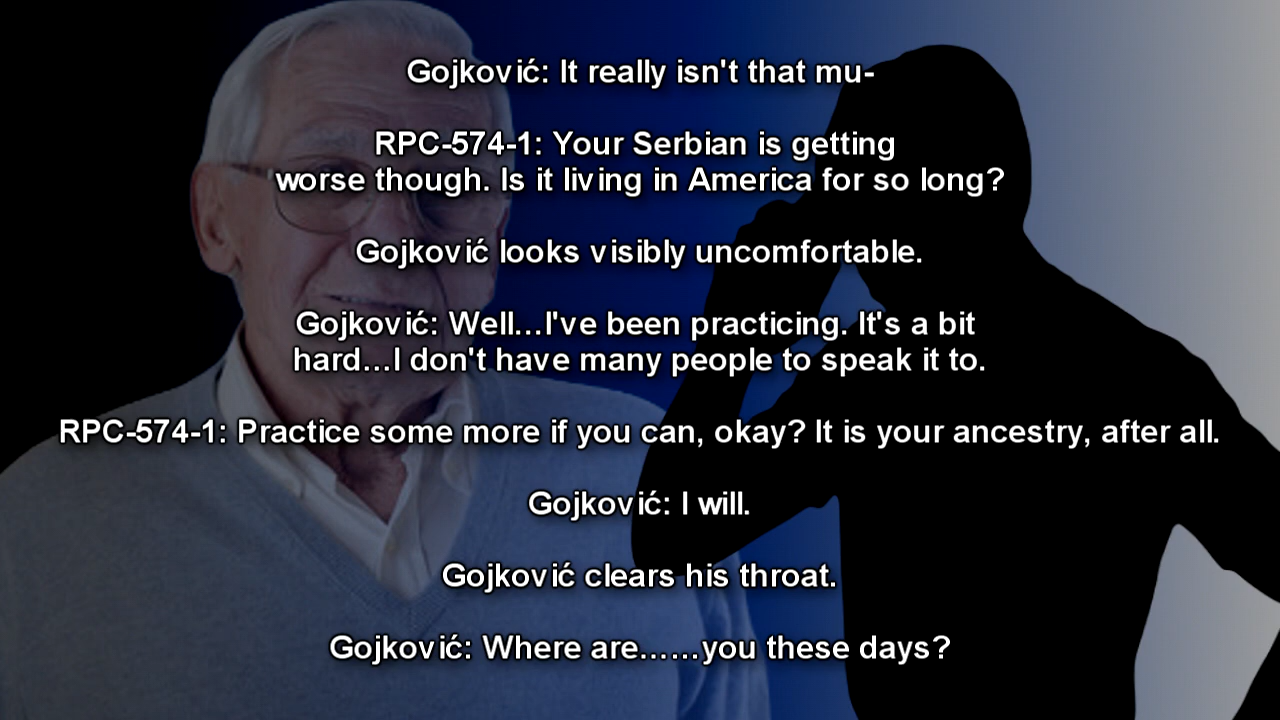 Gojković: It really isn't that mu-
RPC-574-1: Your Serbian is getting
worse though. Is it living in America for so long?
Gojković looks visibly uncomfortable.
Gojković: Well...I've been practicing. It's a bit
hard...I don't have many people to speak it to.
RPC-574-1: Practice some more if you can, okay? It is your ancestry, after all.
Gojković: I will.
Gojković clears his throat.
Gojković: Where are......you these days?